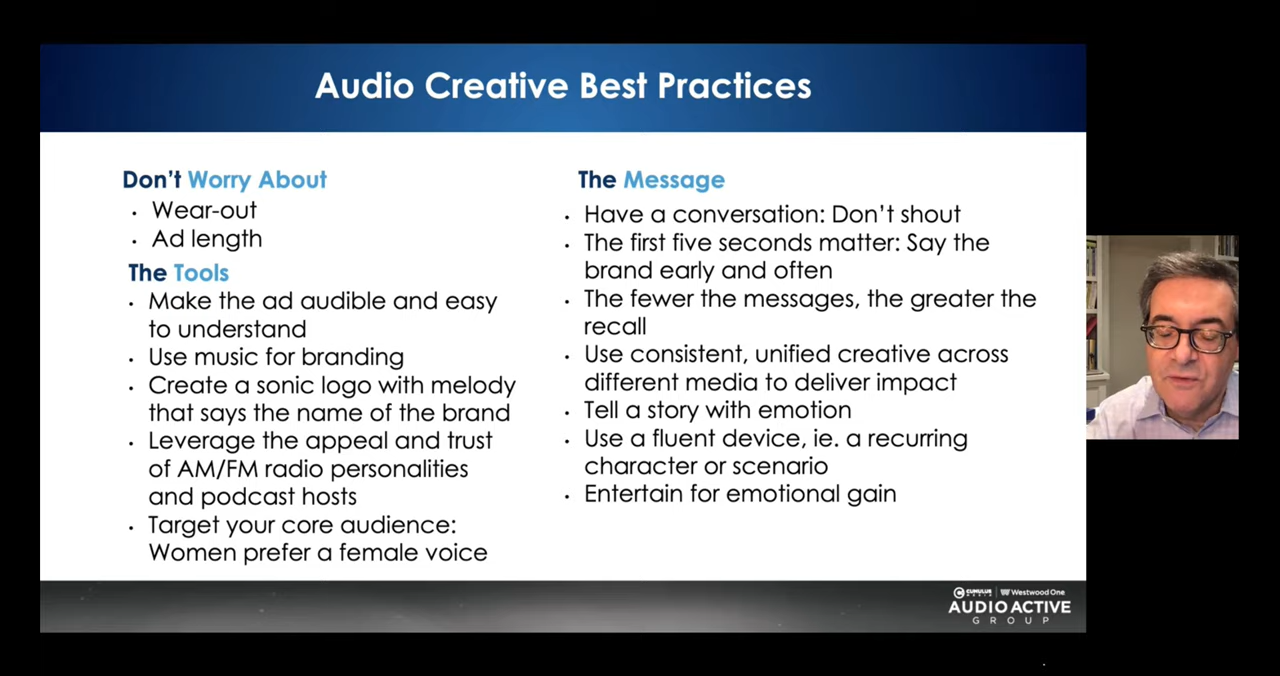 Audio Creative Best Practices
Don't Worry About
· Wear-out
· Ad length
The Tools
· Make the ad audible and easy
to understand
· Use music for branding
· Create a sonic logo with melody
that says the name of the brand
· Leverage the appeal and trust
of AM/FM radio personalities
and podcast hosts
· Target your core audience:
Women prefer a female voice
The Message
· Have a conversation: Don't shout
· The first five seconds matter: Say the
brand early and often
· The fewer the messages, the greater the
recall
· Use consistent, unified creative across
different media to deliver impact
· Tell a story with emotion
· Use a fluent device, ie. a recurring
character or scenario
· Entertain for emotional gain
CUMULUS MEDIA | Westwood One
AUDIO ACTIVE
GROUP